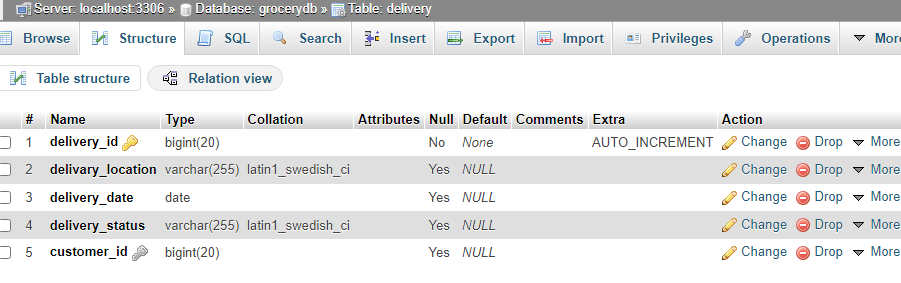 Server: localhost:3306 » Database: grocerydb » Table: delivery
Browse Structure SQL Search Insert Export Import Privileges Operations More
Table structure Relation view
# Name Type Collation Attributes Null Default Comments Extra Action
1 delivery_id bigint(20) No None AUTO_INCREMENT Change Drop More
2 delivary_location varchar(255) latin1_swedish_ci Yes NULL Change Drop More
3 delivery_date date Yes NULL Change Drop More
4 delivery_status varchar(255) latin1_swedish_ci Yes NULL Change Drop More
5 customer_id bigint(20) Yes NULL Change Drop More